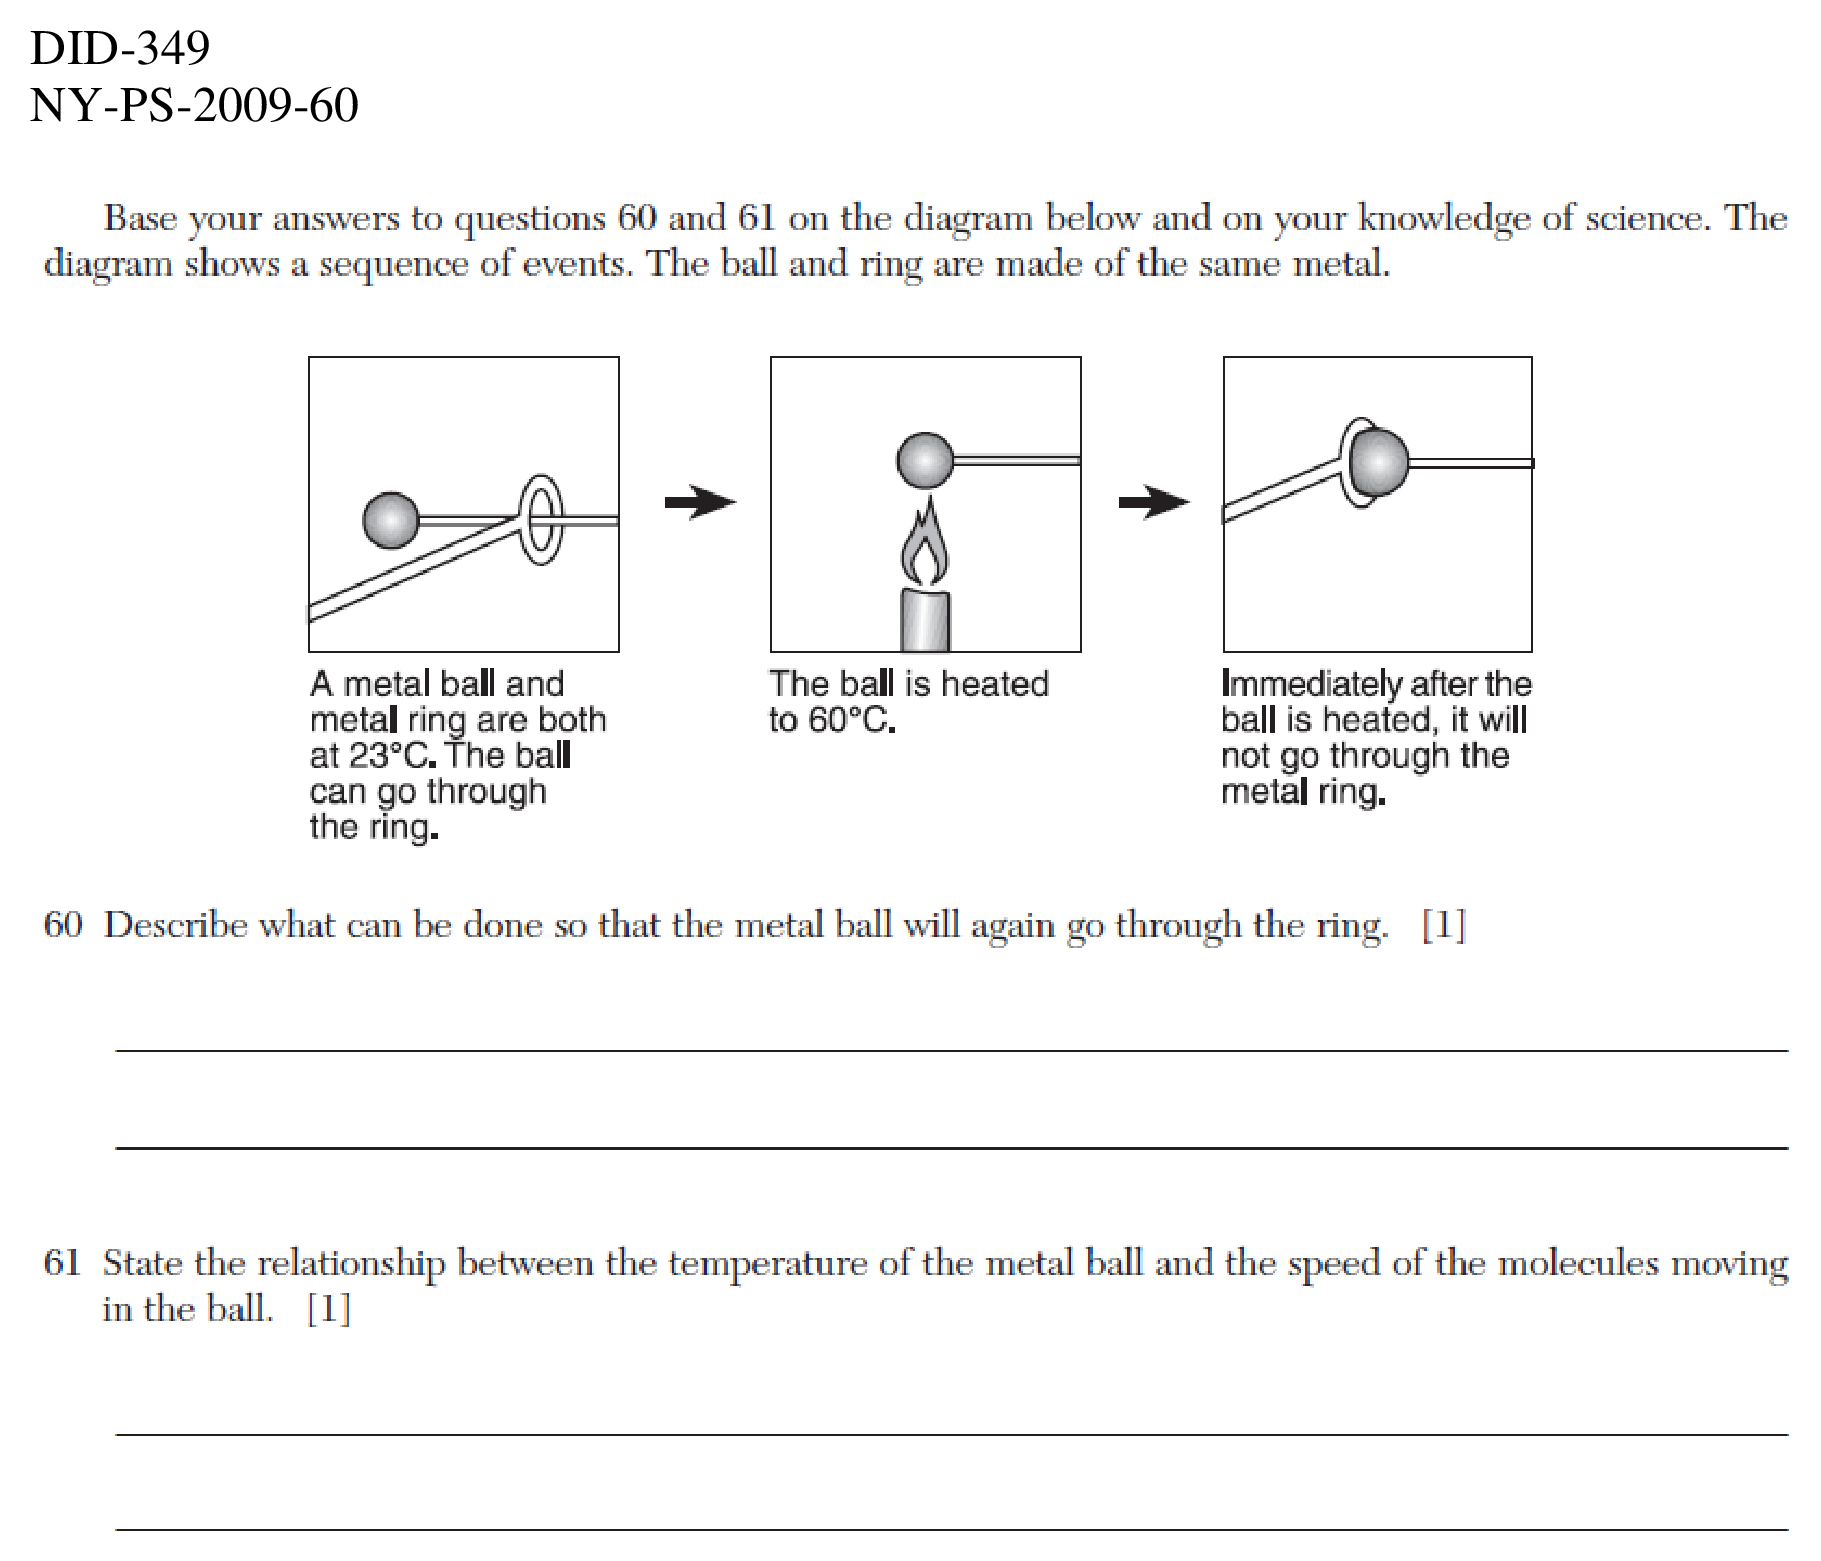 DID-349
NY-PS-2009-60
Base your answers to questions 60 and 61 on the diagram below and on your knowledge of science. The
diagram shows a sequence of events. The ball and ring are made of the same metal.
A metal ball and
metal ring are both
at 23°C. The ball
can go through
the ring.
The ball is heated
to 60°C.
Immediately after the
ball is heated, it will
not go through the
metal ring.
60 Describe what can be done so that the metal ball will again go through the ring. [1]
61 State the relationship between the temperature of the metal ball and the speed of the molecules moving
in the ball. [1]